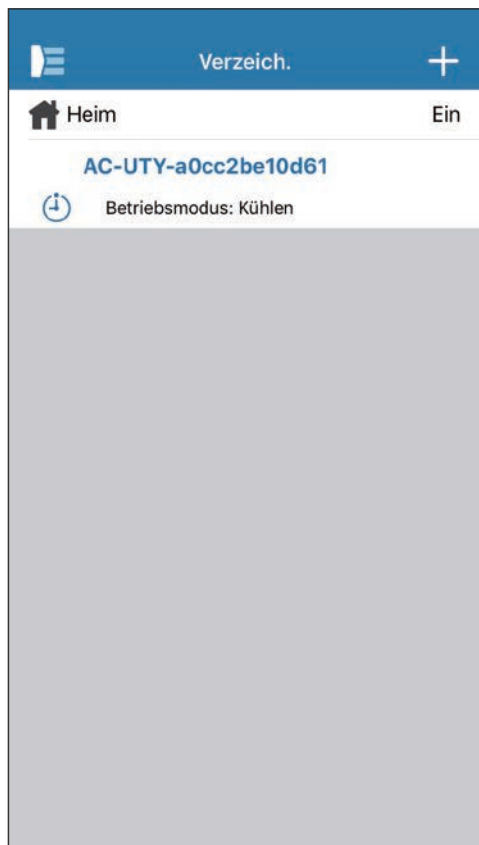 Verzeich.
Heim Ein
AC-UTY-a0cc2be10d61
Betriebsmodus: Kühlen